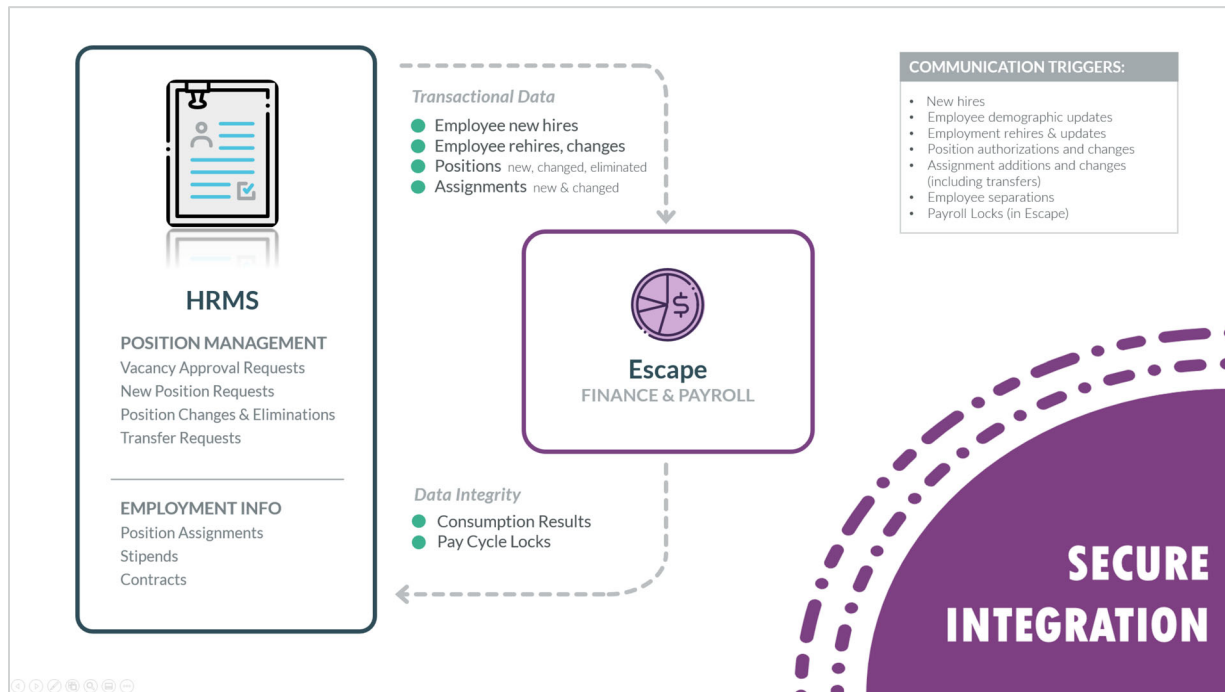 HRMS
POSITION MANAGEMENT
Vacancy Approval Requests
New Position Requests
Position Changes & Eliminations
Transfer Requests
EMPLOYMENT INFO
Position Assignments
Stipends
Contracts
Transactional Data
Employee new hires
Employee rehires, changes
Positions new, changed, eliminated
Assignments new & changed
$
Escape
FINANCE & PAYROLL
Data Integrity
Consumption Results
Pay Cycle Locks
COMMUNICATION TRIGGERS:
• New hires
• Employee demographic updates
• Employment rehires & updates
• Position authorizations and changes
• Assignment additions and changes
(including transfers)
• Employee separations
• Payroll Locks (in Escape)
SECURE
INTEGRATION